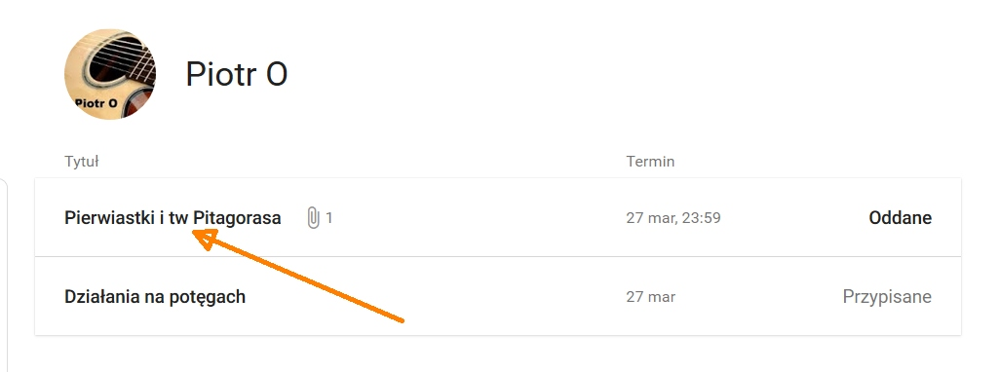 Piotr O
Piotr O
Tytuł Termin
Pierwiastki i tw Pitagorasa 1 27 mar, 23:59 Oddane
Działania na potęgach 27 mar Przypisane